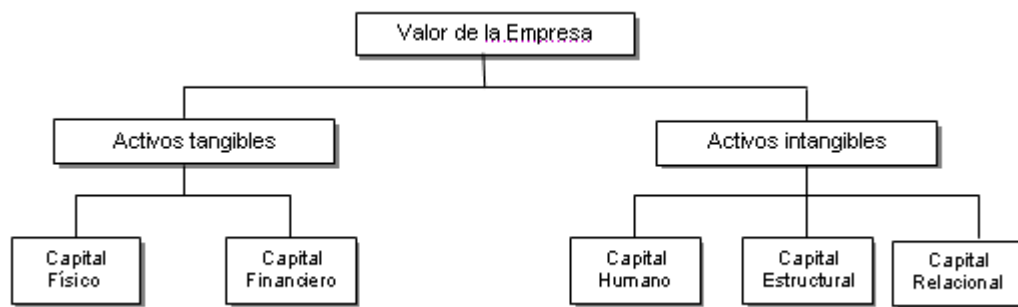 Valor de la Empresa
Activos tangibles
Activos intangibles
Capital
Físico
Capital
Financiero
Capital
Humano
Capital
Estructural
Capital
Relacional